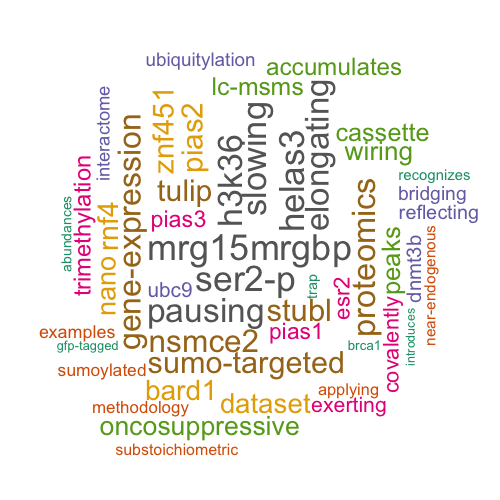 ubiquitylation
accumulates
lc-msms
interactome
znf451
pias2
slowing
elongating
cassette
wiring
gene-expression
h3k36
helas3
recognizes
bridging
reflecting
trimethylation
tulip
abundances
rnf4
pias3
mrg15mrgbp
proteomics
peaks
dnmt3b
near-endogenous
nano
ubc9
ser2-p
trap
esr2
covalently
introduces
pausing
stubl
examples
pias1
gfp-tagged
nsmce2
brca1
sumoylated
sumo-targeted
bard1
applying
methodology
dataset
exerting
oncosuppressive
substoichiometric